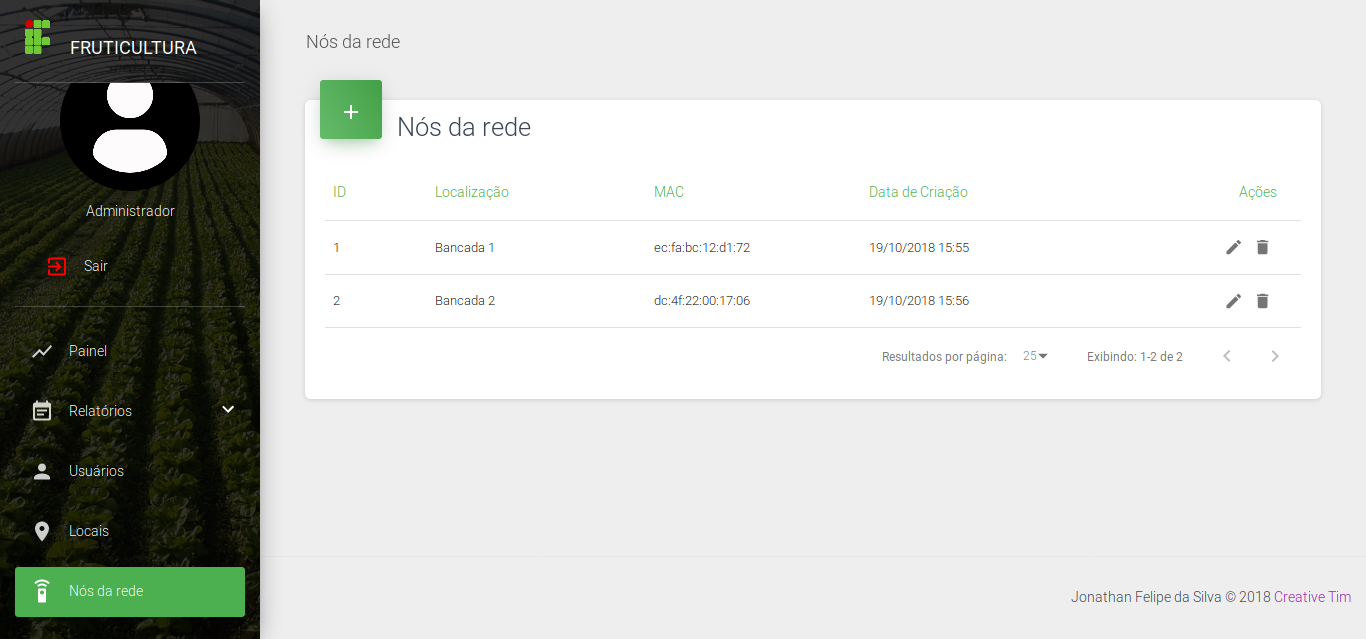 FRUTICULTURA
Administrador
Sair
Painel
Relatórios
Usuários
Locais
Nós da rede
Nós da rede
+
Nós da rede
ID Localização MAC Data de Criação Ações
1 Bancada 1 ec:fa:bc:12:d1:72 19/10/2018 15:55
2 Bancada 2 dc:4f:22:00:17:06 19/10/2018 15:56
Resultados por página: 25 Exibindo: 1-2 de 2
Jonathan Felipe da Silva © 2018 Creative Tim